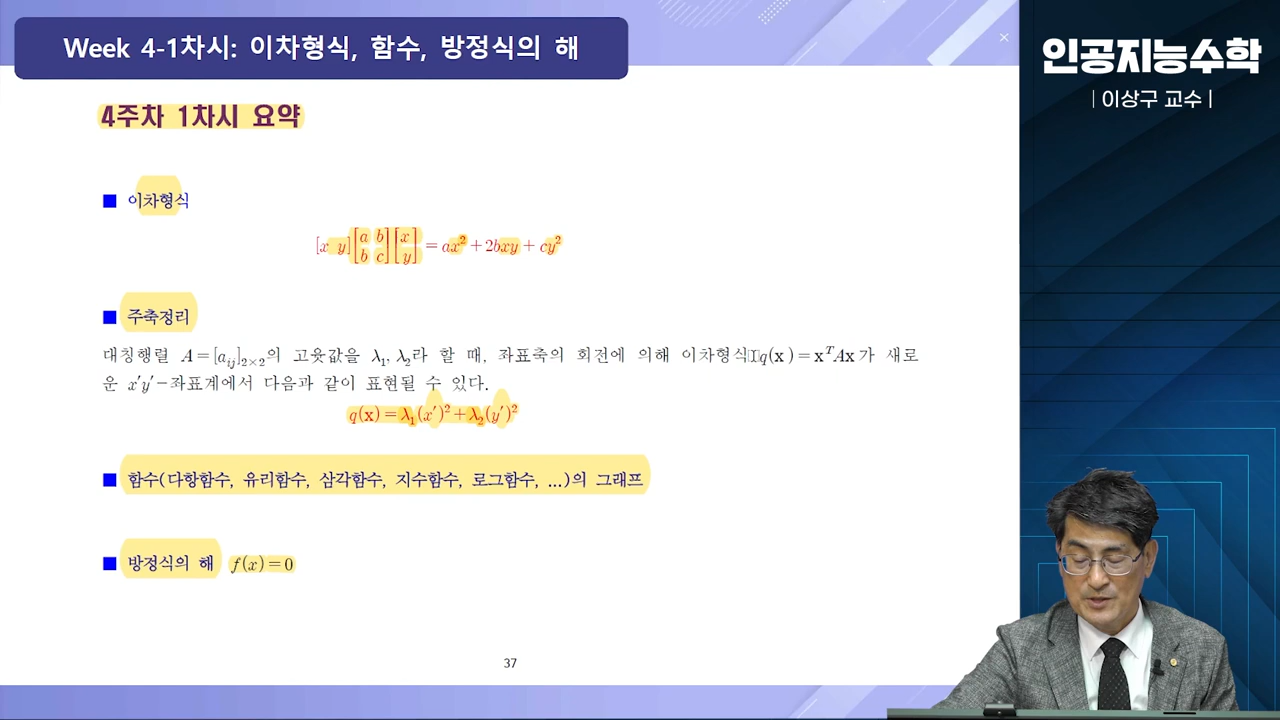 Week 4-1차시: 이차형식, 함수, 방정식의 해
인공지능수학
| 이상구 교수 |
4주차 1차시 요약
■ 이차형식
[x y][a b b c][x y] = ax² + 2bxy + cy²
■ 주축정리
대칭행렬 A = [aᵢⱼ]₂ₓ₂의 고윳값을 λ₁, λ₂라 할 때, 좌표축의 회전에 의해 이차형식 q(x) = xᵀAx가 새로
운 x′y′-좌표계에서 다음과 같이 표현될 수 있다.
q(x) = λ₁(x′)² + λ₂(y′)²
■ 함수(다항함수, 유리함수, 삼각함수, 지수함수, 로그함수, ...)의 그래프
■ 방정식의 해 f(x) = 0
37